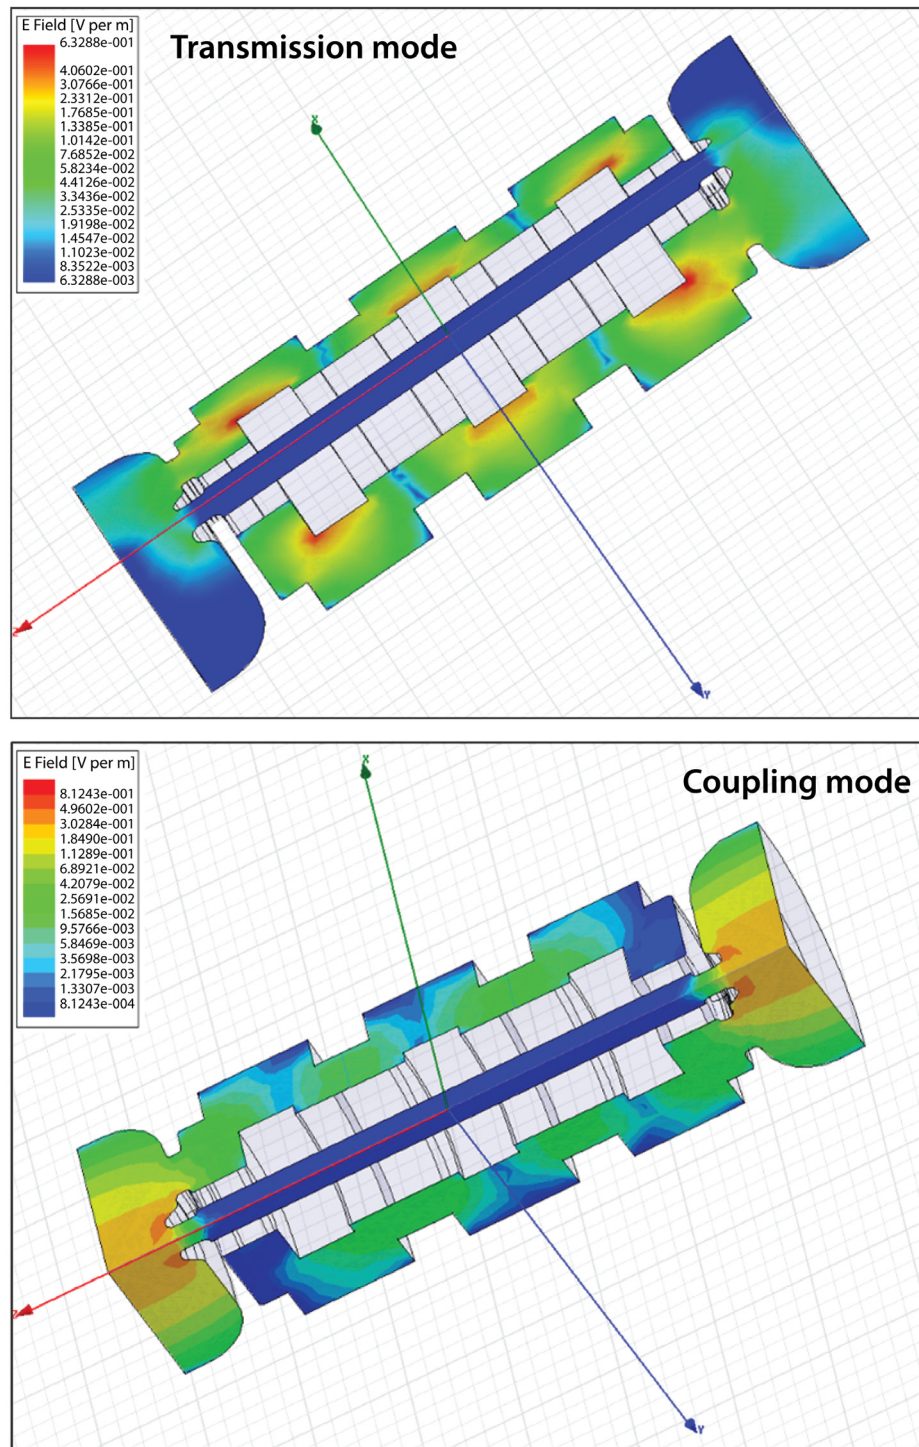 E Field [V per m]
6.3288e-001
4.0602e-001
3.0766e-001
2.3312e-001
1.7685e-001
1.3385e-001
1.0142e-001
7.6852e-002
5.8234e-002
4.4126e-002
3.3436e-002
2.5335e-002
1.9198e-002
1.4547e-002
1.1023e-002
8.3522e-003
6.3288e-003
Transmission mode
X
Z
Y
E Field [V per m]
8.1243e-001
4.9602e-001
3.0284e-001
1.8490e-001
1.1289e-001
6.8921e-002
4.2079e-002
2.5691e-002
1.5685e-002
9.5766e-003
5.8469e-003
3.5698e-003
2.1795e-003
1.3307e-003
8.1243e-004
Coupling mode
X
Z
Y